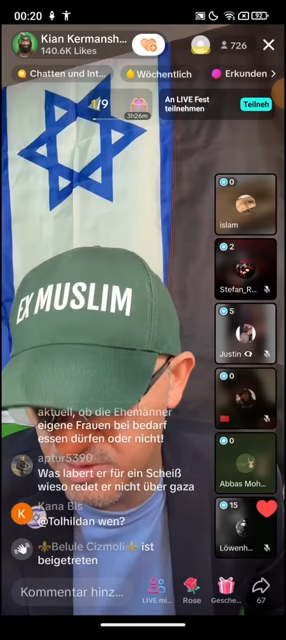 00:20
92
Kian Kermansh...
140.6K Likes
726
Chatten und Int...
Wöchentlich
Erkunden
/9
3h26m
An LIVE Fest
teilnehmen
Teilneh
0
islam
2
Stefan_R...
5
Justin
0
0
Abbas Moh...
15
Löwenh...
EX MUSLIM
aktuell, ob die Ehemänner
eigene Frauen bei bedarf
essen dürfen oder nicht!
aptur5390
Was labert er für ein Scheiß
wieso redet er nicht über gaza
K
Kana Bls
@Tolhildan wen?
⚜️Belule Cizmoli⚜️ ist
beigetreten
Kommentar hinz...
LIVE mi...
Rose
Gesche...
67